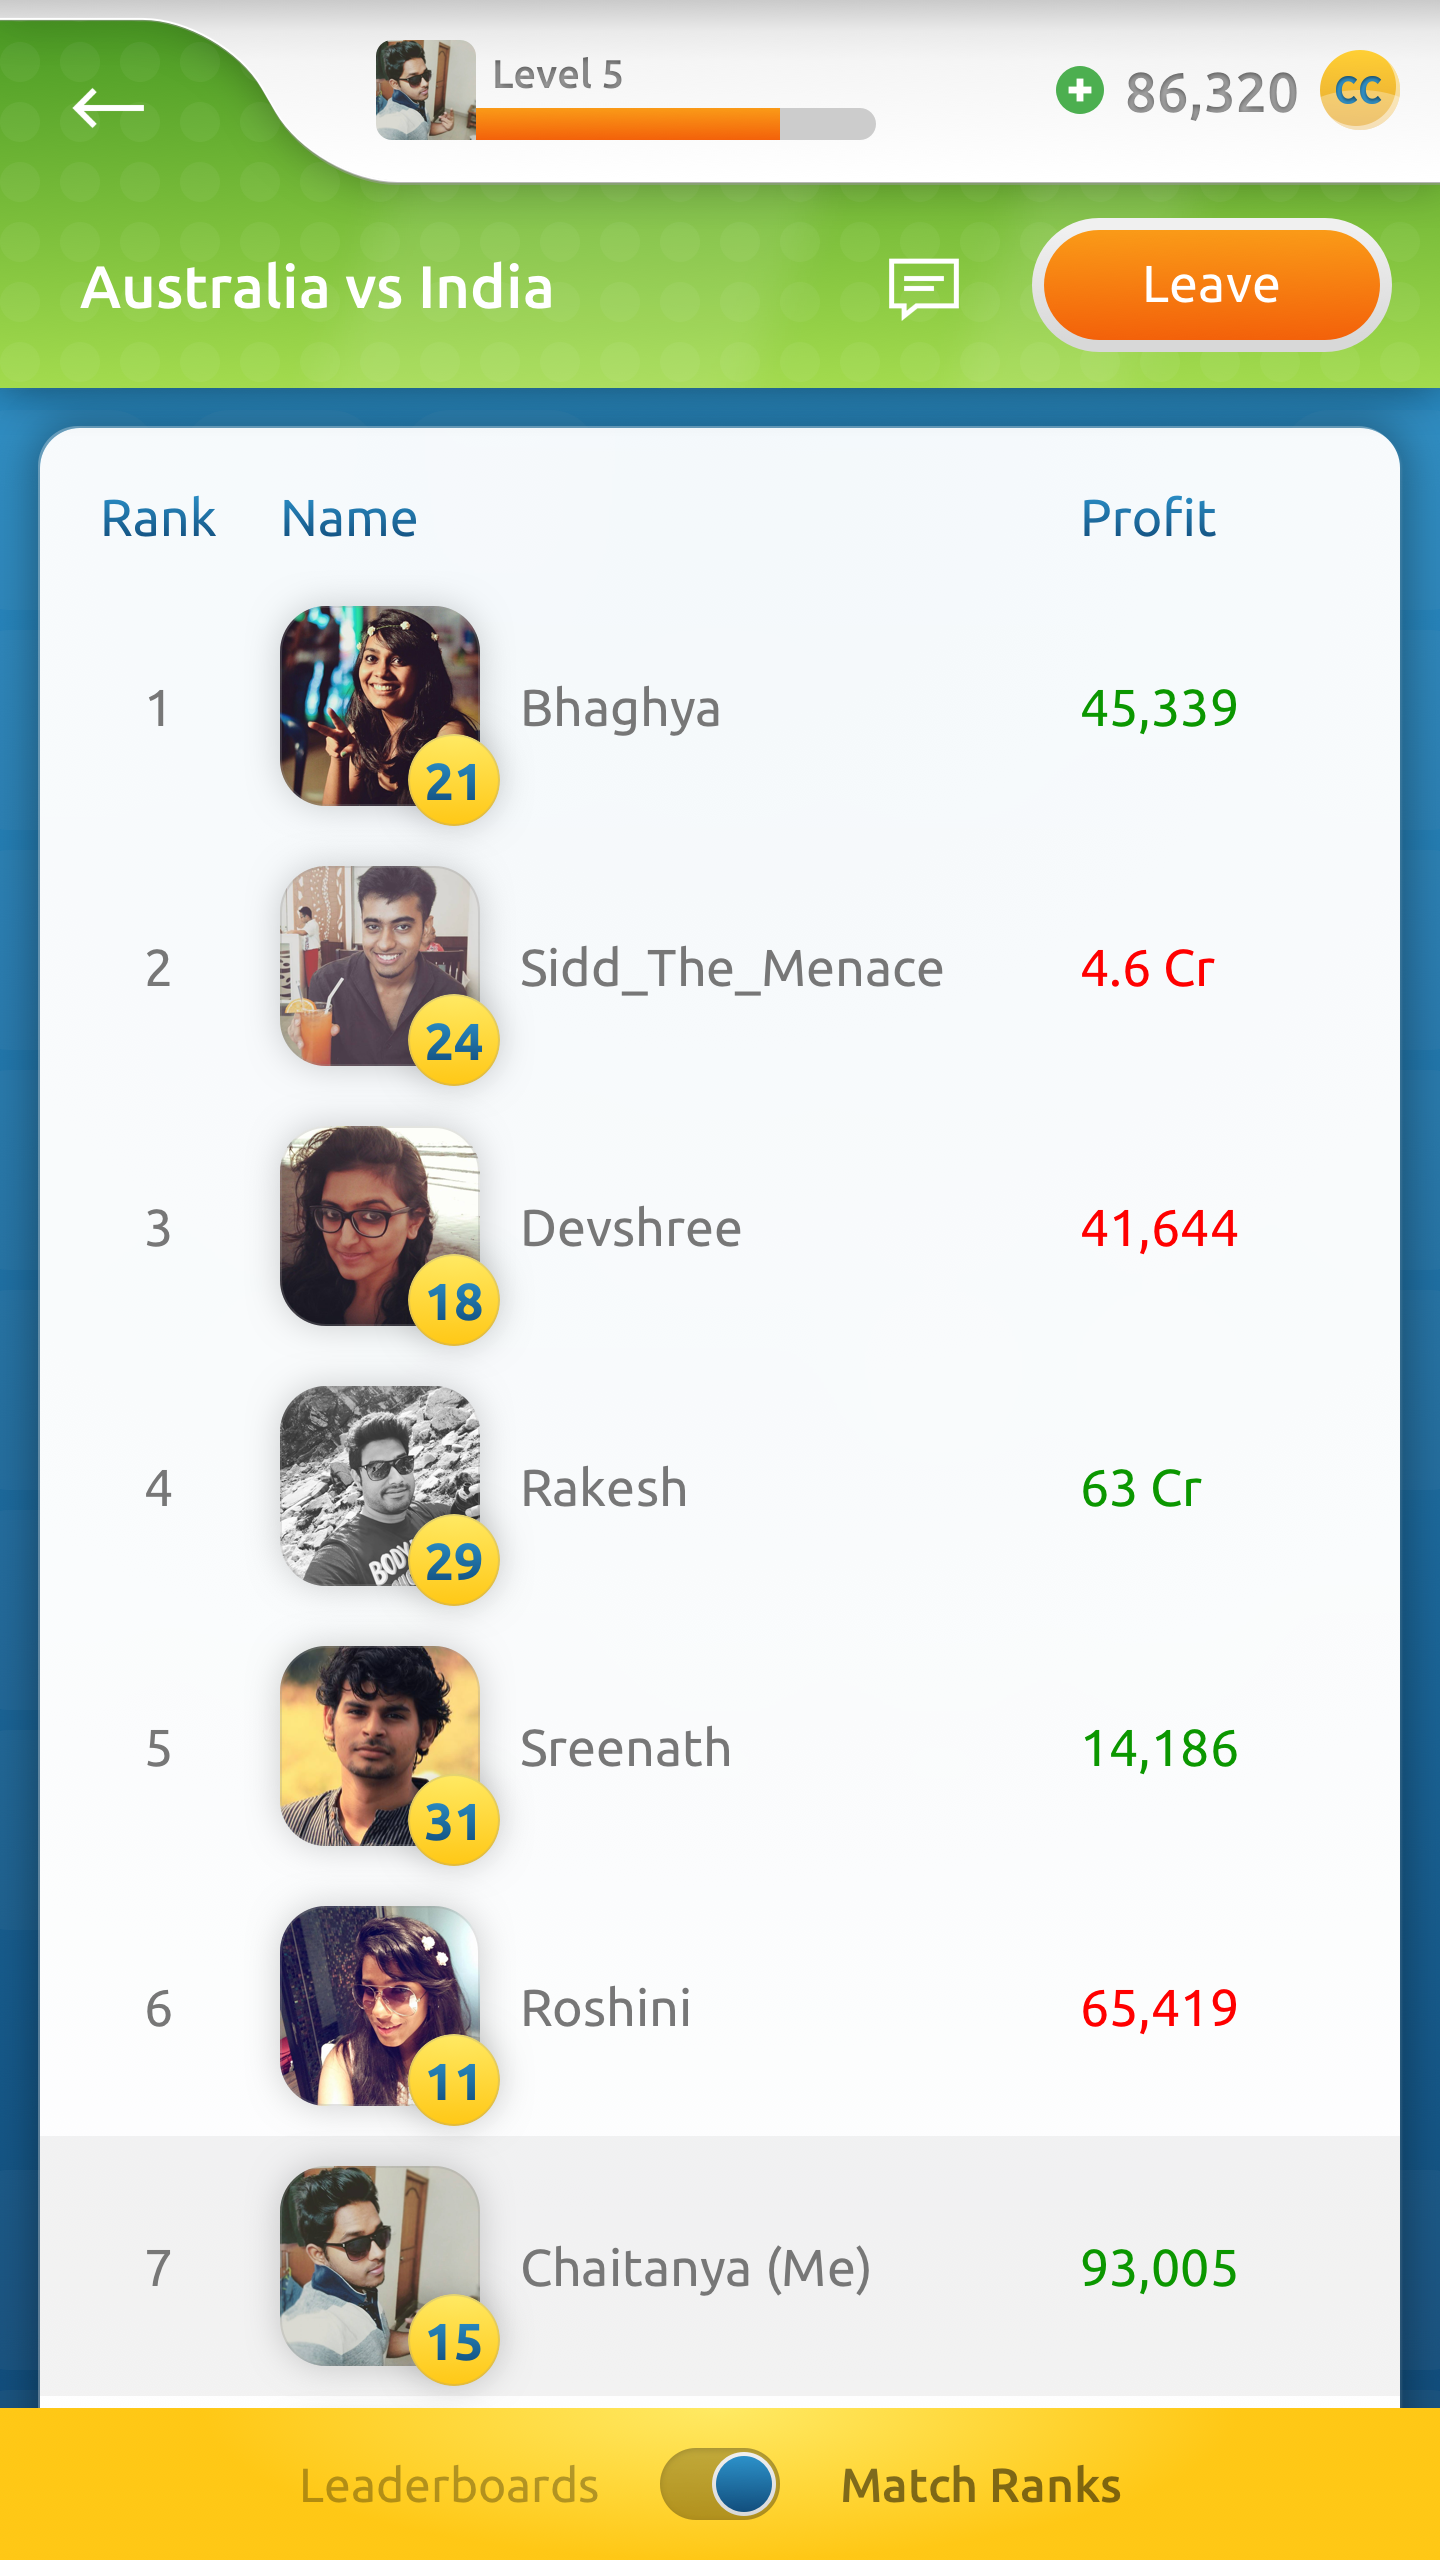 Level 5
86,320
CC
Australia vs India
Leave
Rank Name Profit
1 Bhaghya 45,339
21
2 Sidd_The_Menace 4.6 Cr
24
3 Devshree 41,644
18
4 Rakesh 63 Cr
BODY
29
5 Sreenath 14,186
31
6 Roshini 65,419
11
7 Chaitanya (Me) 93,005
15
Leaderboards Match Ranks